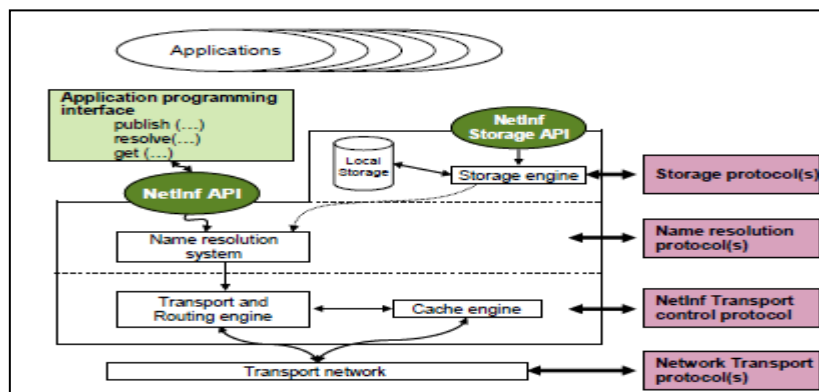 Applications
Application programming
interface
publish (…)
resolve(…)
get (…)
NetInf
Storage API
Local
Storage
Storage engine
Storage protocol(s)
NetInf API
Name resolution
system
Name resolution
protocol(s)
Transport and
Routing engine
Cache engine
NetInf Transport
control protocol
Transport network
Network Transport
protocol(s)